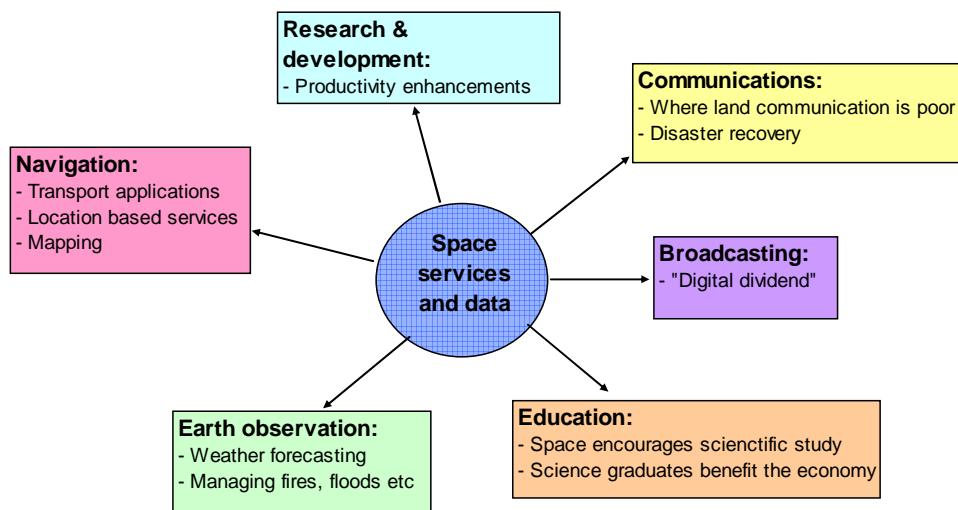 Research &
development:
- Productivity enhancements
Communications:
- Where land communication is poor
- Disaster recovery
Navigation:
- Transport applications
- Location based services
- Mapping
Space
services
and data
Broadcasting:
- "Digital dividend"
Earth observation:
- Weather forecasting
- Managing fires, floods etc
Education:
- Space encourages scienctific study
- Science graduates benefit the economy